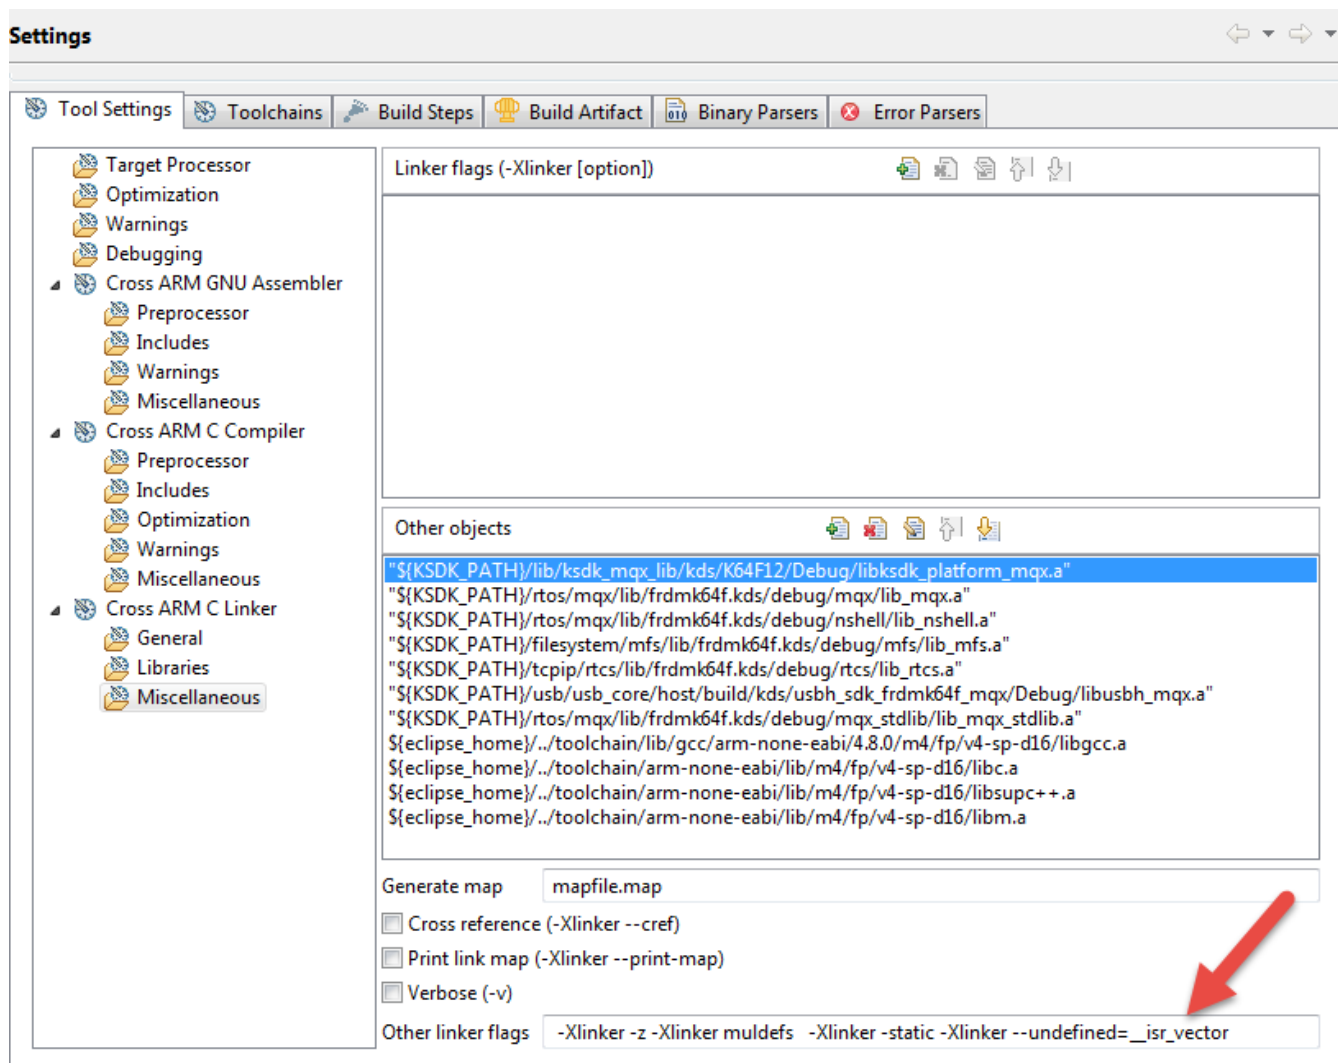 Settings
Tool Settings
Toolchains
Build Steps
Build Artifact
Binary Parsers
Error Parsers
Target Processor
Optimization
Warnings
Debugging
Cross ARM GNU Assembler
Preprocessor
Includes
Warnings
Miscellaneous
Cross ARM C Compiler
Preprocessor
Includes
Optimization
Warnings
Miscellaneous
Cross ARM C Linker
General
Libraries
Miscellaneous
Linker flags (-Xlinker [option])
Other objects
"${KSDK_PATH}/lib/ksdk_mqx_lib/kds/K64F12/Debug/libksdk_platform_mqx.a"
"${KSDK_PATH}/rtos/mqx/lib/frdmk64f.kds/debug/mqx/lib_mqx.a"
"${KSDK_PATH}/rtos/mqx/lib/frdmk64f.kds/debug/nshell/lib_nshell.a"
"${KSDK_PATH}/filesystem/mfs/lib/frdmk64f.kds/debug/mfs/lib_mfs.a"
"${KSDK_PATH}/tcpip/rtcs/lib/frdmk64f.kds/debug/rtcs/lib_rtcs.a"
"${KSDK_PATH}/usb/usb_core/host/build/kds/usbh_sdk_frdmk64f_mqx/Debug/libusbh_mqx.a"
"${KSDK_PATH}/rtos/mqx/lib/frdmk64f.kds/debug/mqx_stdlib/lib_mqx_stdlib.a"
${eclipse_home}/../toolchain/lib/gcc/arm-none-eabi/4.8.0/m4/fp/v4-sp-d16/libgcc.a
${eclipse_home}/../toolchain/arm-none-eabi/lib/m4/fp/v4-sp-d16/libc.a
${eclipse_home}/../toolchain/arm-none-eabi/lib/m4/fp/v4-sp-d16/libsupc++.a
${eclipse_home}/../toolchain/arm-none-eabi/lib/m4/fp/v4-sp-d16/libm.a
Generate map mapfile.map
Cross reference (-Xlinker --cref)
Print link map (-Xlinker --print-map)
Verbose (-v)
Other linker flags -Xlinker -z -Xlinker muldefs -Xlinker -static -Xlinker --undefined=__isr_vector